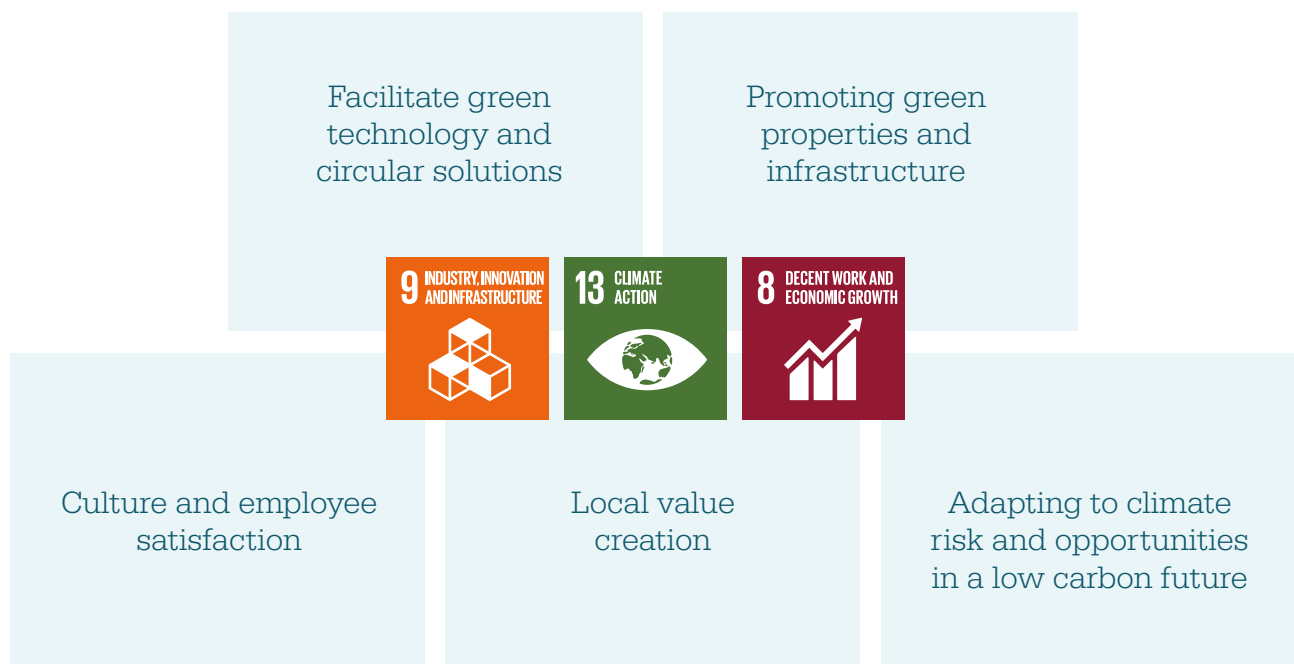 Facilitate green
technology and
circular solutions
Promoting green
properties and
infrastructure
9 INDUSTRY, INNOVATION
AND INFRASTRUCTURE
13 CLIMATE
ACTION
8 DECENT WORK AND
ECONOMIC GROWTH
Culture and employee
satisfaction
Local value
creation
Adapting to climate
risk and opportunities
in a low carbon future